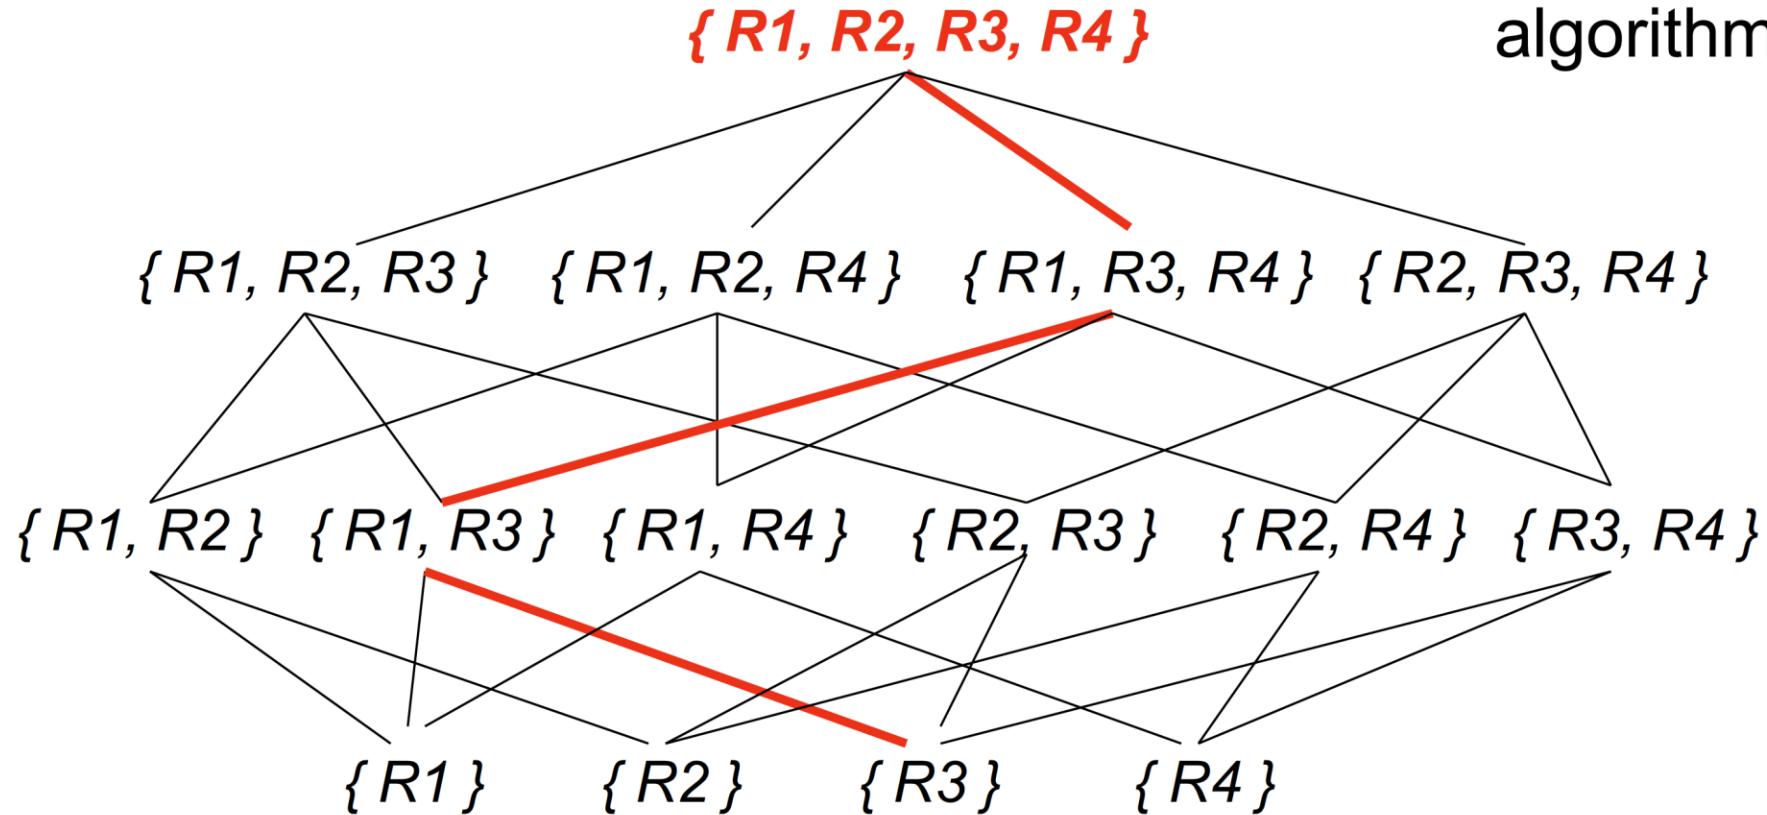 { R1, R2, R3, R4 }
algorithm
{ R1, R2, R3 } { R1, R2, R4 } { R1, R3, R4 } { R2, R3, R4 }
{ R1, R2 } { R1, R3 } { R1, R4 } { R2, R3 } { R2, R4 } { R3, R4 }
{ R1 } { R2 } { R3 } { R4 }